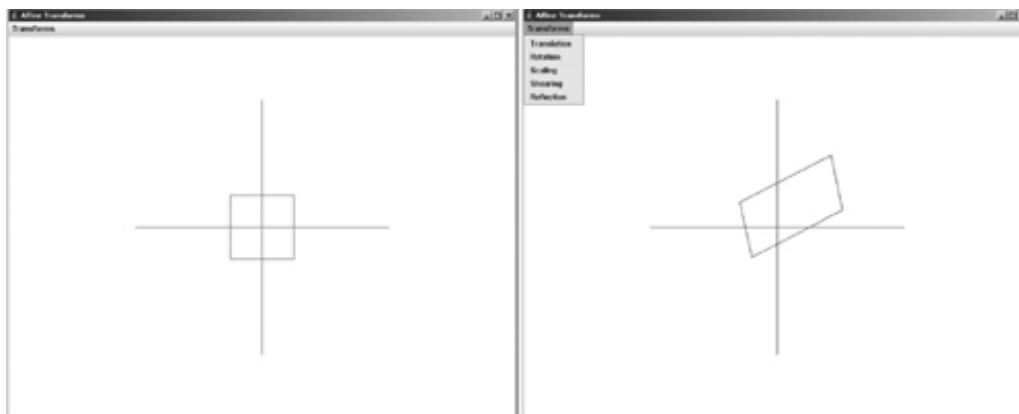 Affine Transforms
Transforms
Affine Transforms
Transforms
Translation
Rotation
Scaling
Shearing
Reflection